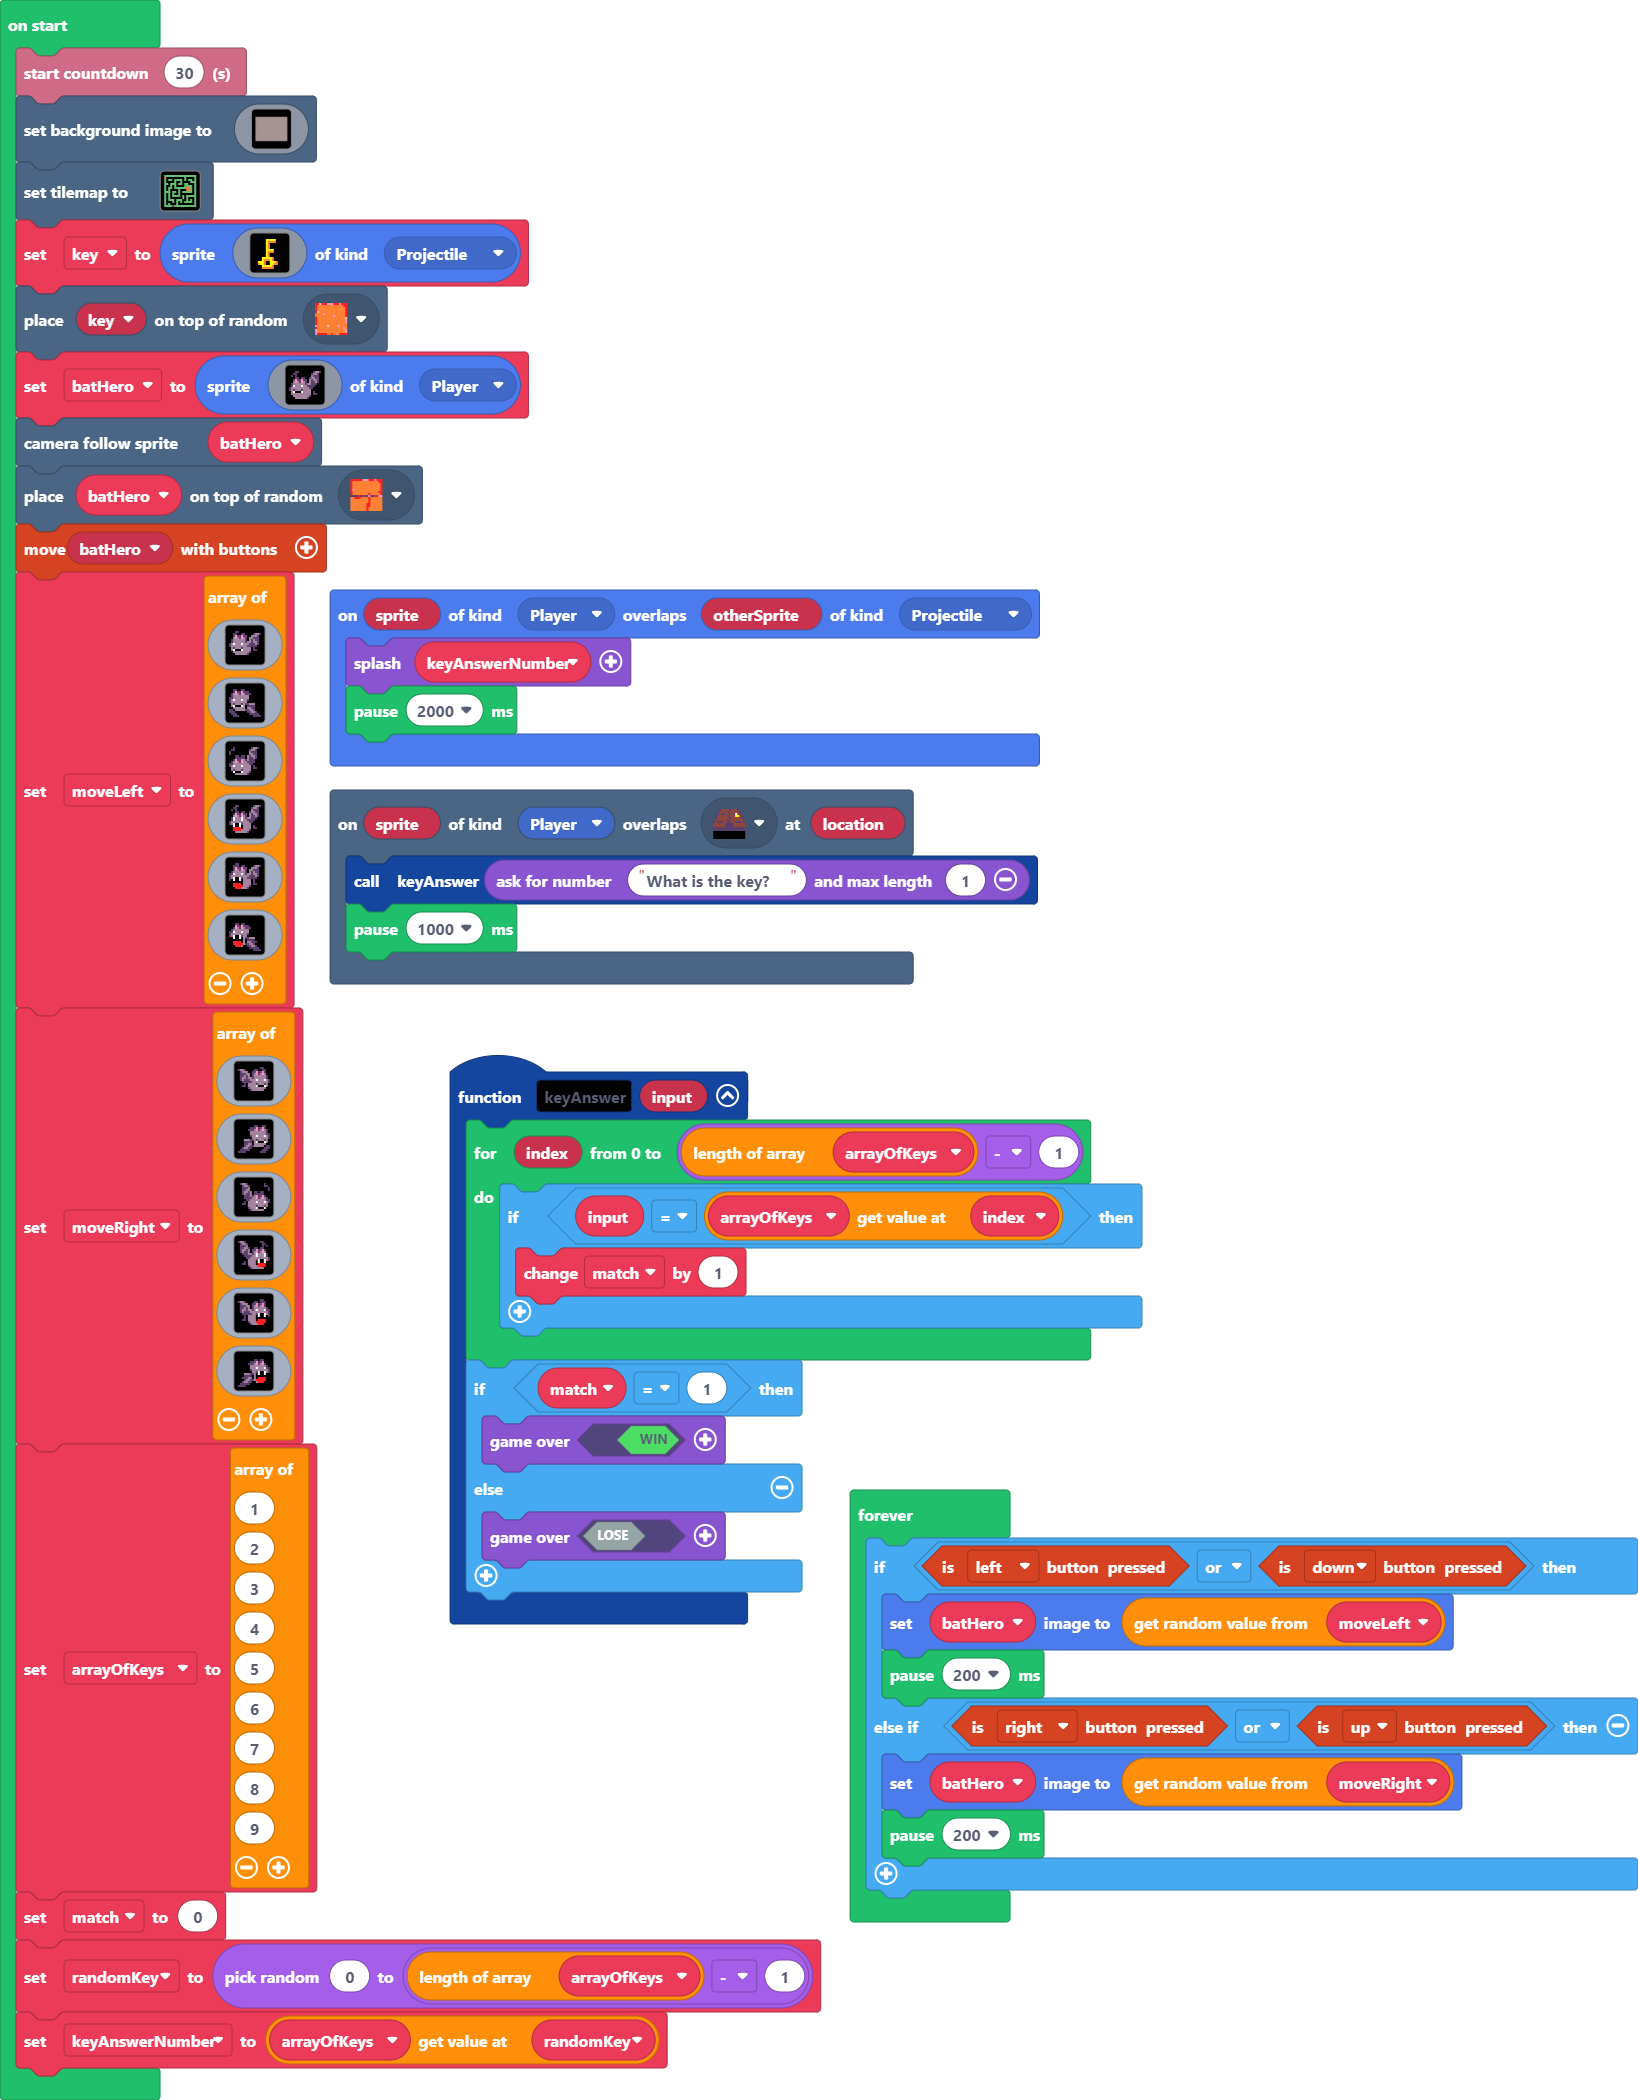 on start
start countdown 30 (s)
set background image to
set tilemap to
set key to sprite of kind Projectile
place key on top of random
set batHero to sprite of kind Player
camera follow sprite batHero
place batHero on top of random
move batHero with buttons
set moveLeft to array of
set moveRight to array of
set arrayOfKeys to array of
1
2
3
4
5
6
7
8
9
set match to 0
set randomKey to pick random 0 to length of array arrayOfKeys - 1
set keyAnswerNumber to arrayOfKeys get value at randomKey
on sprite of kind Player overlaps otherSprite of kind Projectile
splash keyAnswerNumber
pause 2000 ms
on sprite of kind Player overlaps at location
call keyAnswer ask for number "What is the key? " and max length 1
pause 1000 ms
function keyAnswer input
for index from 0 to length of array arrayOfKeys - 1
do
if input = arrayOfKeys get value at index then
change match by 1
if match = 1 then
game over WIN
else
game over LOSE
forever
if is left button pressed or is down button pressed then
set batHero image to get random value from moveLeft
pause 200 ms
else if is right button pressed or is up button pressed then
set batHero image to get random value from moveRight
pause 200 ms